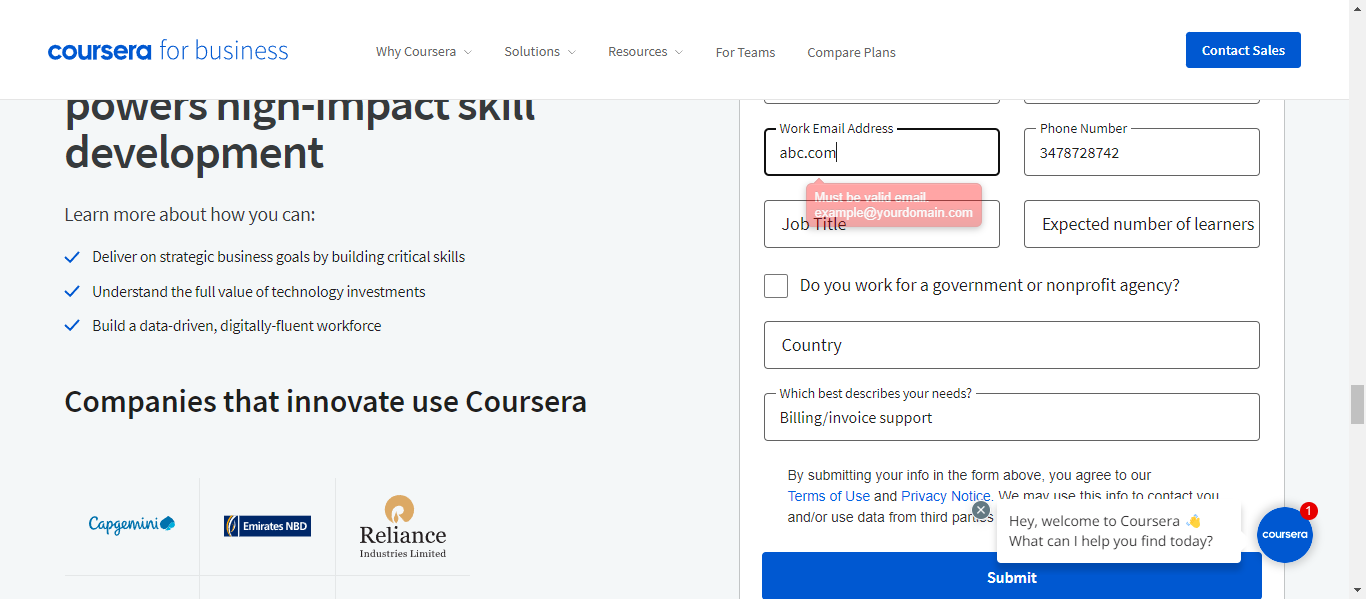 coursera for business
Why Coursera
Solutions
Resources
For Teams
Compare Plans
Contact Sales
powers high-impact skill
development
Learn more about how you can:
Deliver on strategic business goals by building critical skills
Understand the full value of technology investments
Build a data-driven, digitally-fluent workforce
Companies that innovate use Coursera
Capgemini
Emirates NBD
Reliance
Industries Limited
Work Email Address
abc.com
Phone Number
3478728742
Must be valid email
example@yourdomain.com
Job Title
Expected number of learners
Do you work for a government or nonprofit agency?
Country
Which best describes your needs?
Billing/invoice support
By submitting your info in the form above, you agree to our
Terms of Use and Privacy Notice. We may use this info to contact you
and/or use data from third parties
Hey, welcome to Coursera 👋
What can I help you find today?
coursera
1
Submit